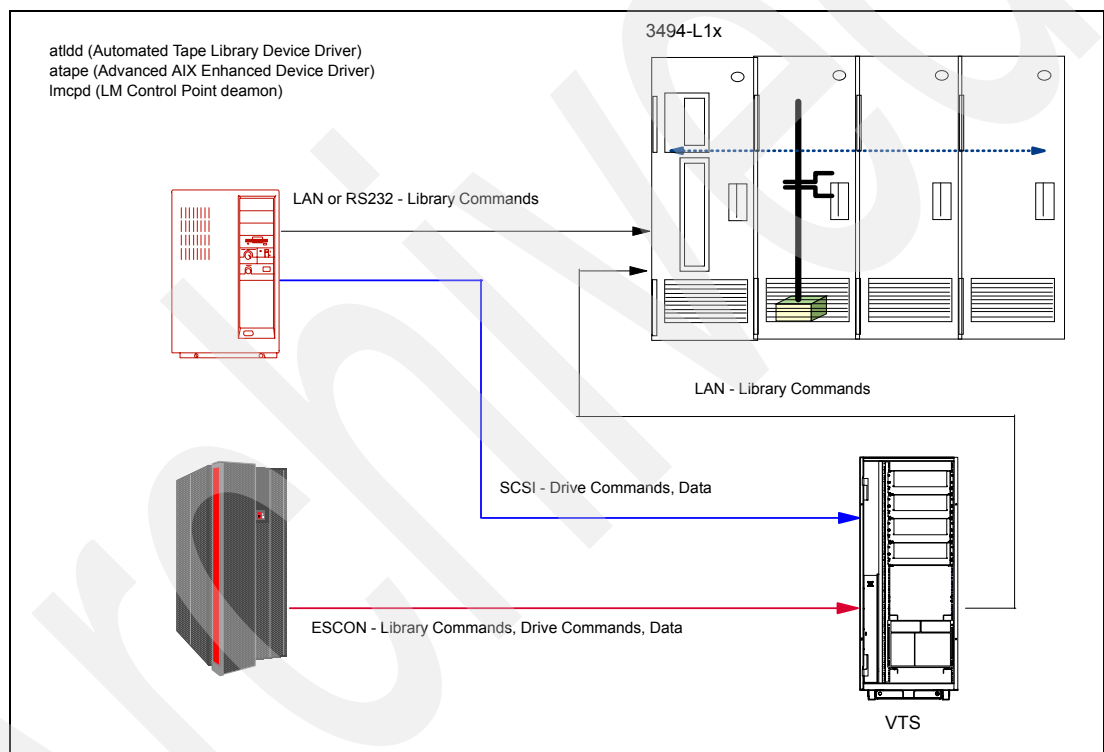 atldd (Automated Tape Library Device Driver)
atape (Advanced AIX Enhanced Device Driver)
lmcpd (LM Control Point deamon)
3494-L1x
LAN or RS232 - Library Commands
LAN - Library Commands
SCSI - Drive Commands, Data
ESCON - Library Commands, Drive Commands, Data
VTS